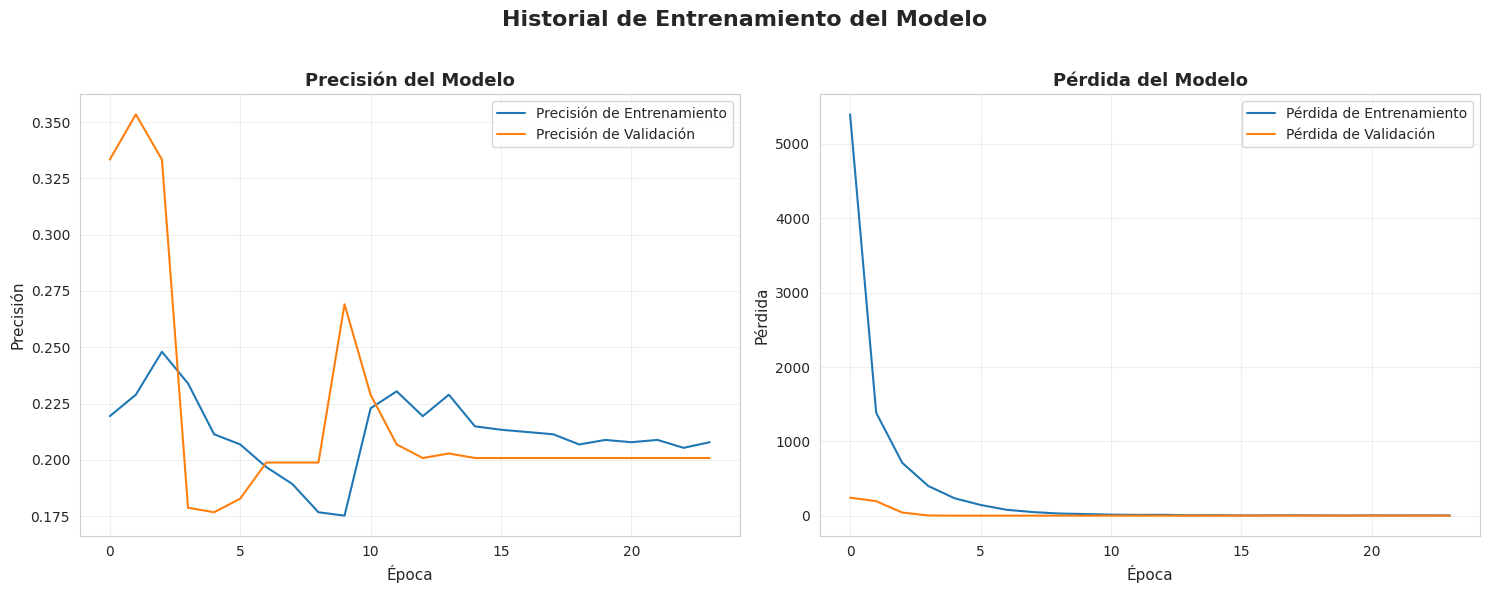 Historial de Entrenamiento del Modelo
Precisión del Modelo
Precisión de Entrenamiento
Precisión de Validación
0.350
0.325
0.300
0.275
0.250
0.225
0.200
0.175
Precisión
0 5 10 15 20
Época
Pérdida del Modelo
Pérdida de Entrenamiento
Pérdida de Validación
5000
4000
3000
2000
1000
0
Pérdida
0 5 10 15 20
Época